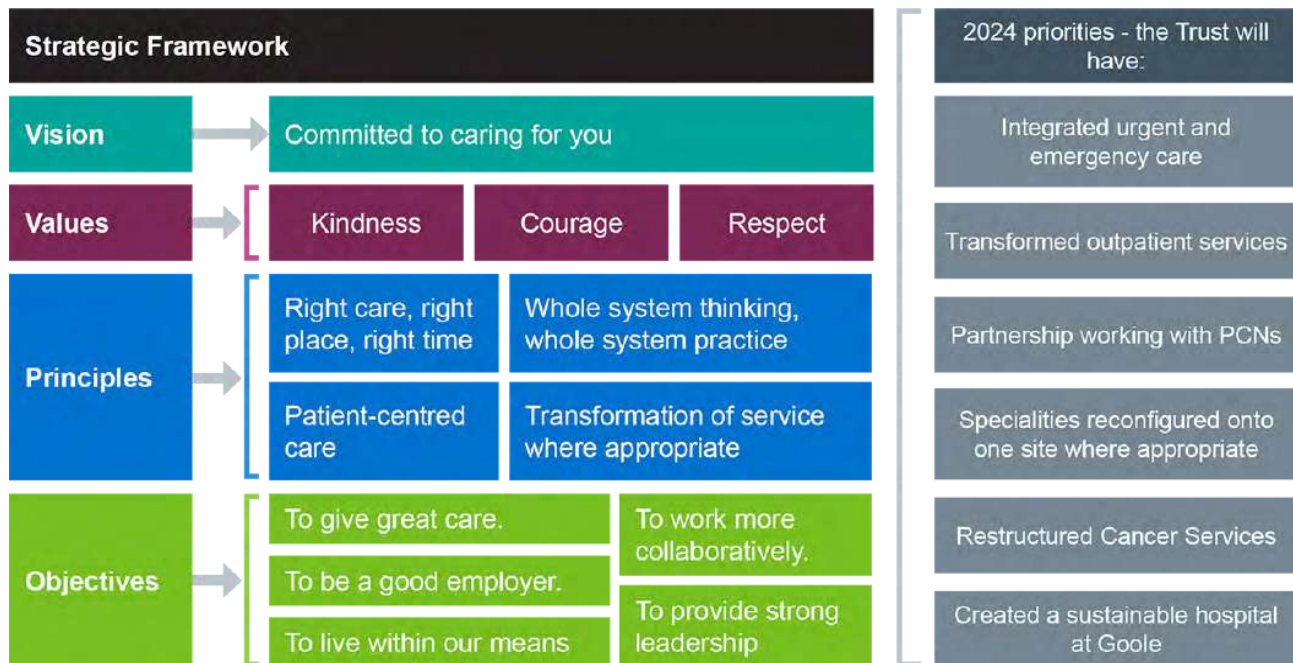 Strategic Framework
Vision
Committed to caring for you
Values
Kindness
Courage
Respect
Principles
Right care, right
place, right time
Whole system thinking,
whole system practice
Patient-centred
care
Transformation of service
where appropriate
Objectives
To give great care.
To be a good employer.
To live within our means
To work more
collaboratively.
To provide strong
leadership
2024 priorities - the Trust will
have:
Integrated urgent and
emergency care
Transformed outpatient services
Partnership working with PCNs
Specialities reconfigured onto
one site where appropriate
Restructured Cancer Services
Created a sustainable hospital
at Goole